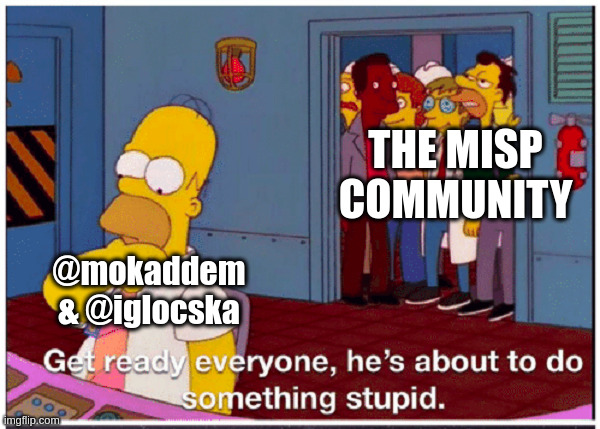 THE MISP
COMMUNITY
@mokaddem
& @iglocska
Get ready everyone, he's about to do
something stupid.
imgflip.com